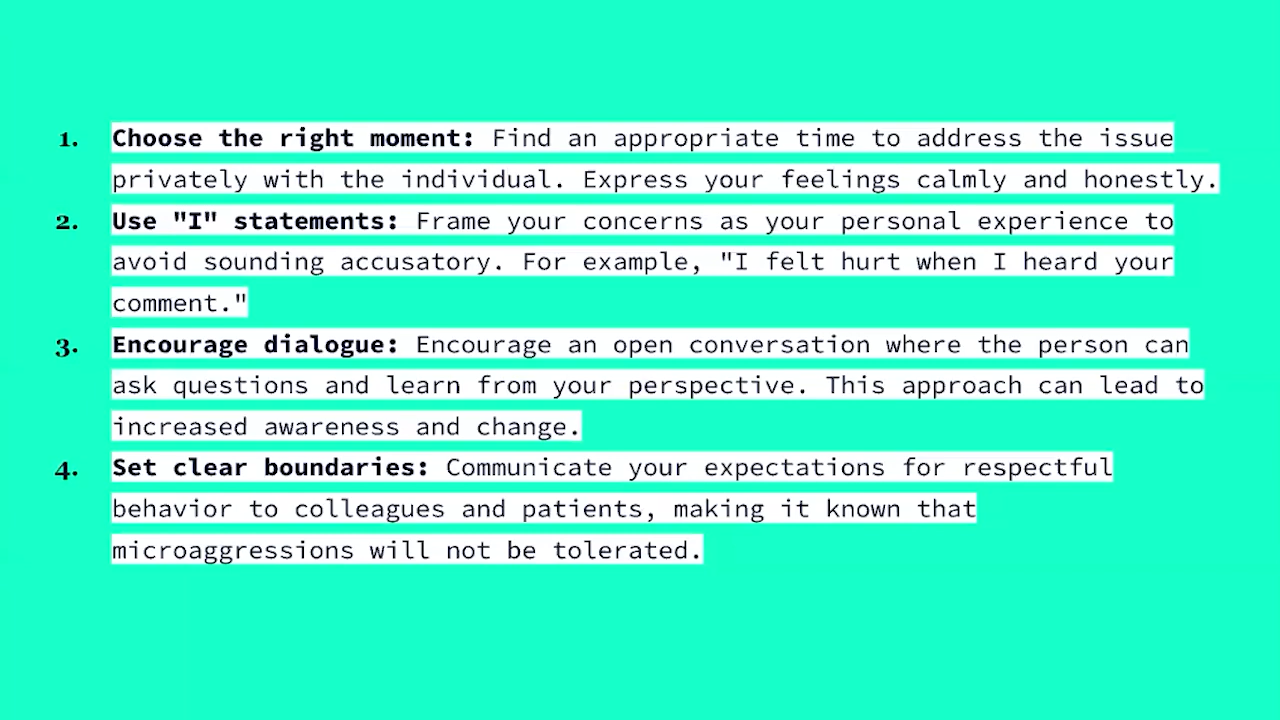 1. Choose the right moment: Find an appropriate time to address the issue
privately with the individual. Express your feelings calmly and honestly.
2. Use "I" statements: Frame your concerns as your personal experience to
avoid sounding accusatory. For example, "I felt hurt when I heard your
comment."
3. Encourage dialogue: Encourage an open conversation where the person can
ask questions and learn from your perspective. This approach can lead to
increased awareness and change.
4. Set clear boundaries: Communicate your expectations for respectful
behavior to colleagues and patients, making it known that
microaggressions will not be tolerated.